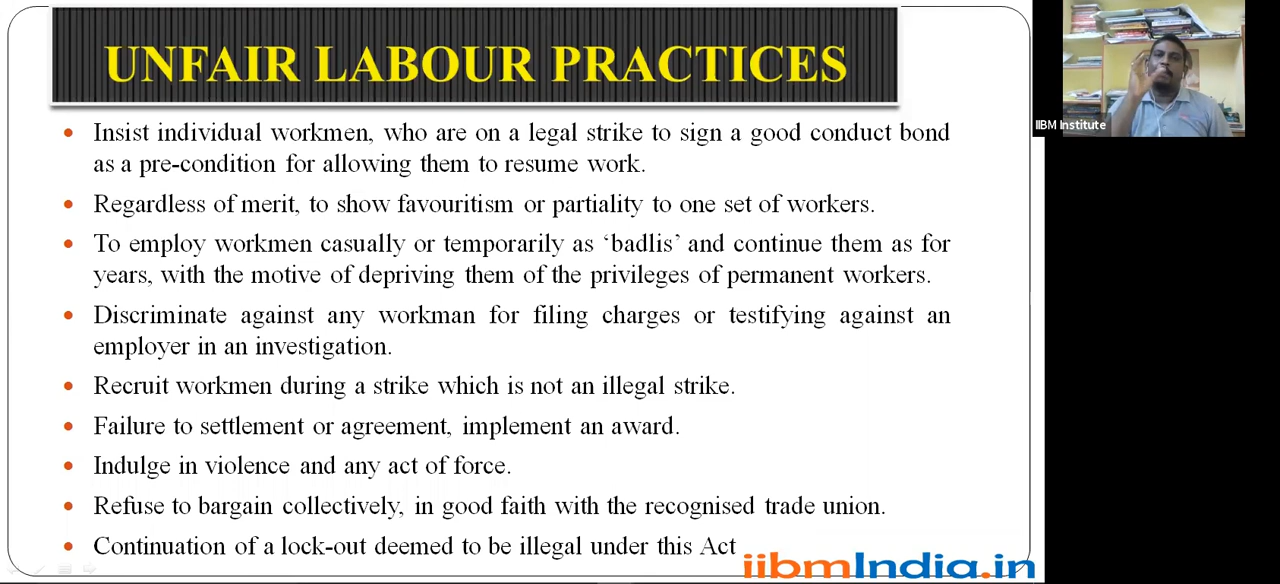 UNFAIR LABOUR PRACTICES
• Insist individual workmen, who are on a legal strike to sign a good conduct bond
as a pre-condition for allowing them to resume work.
• Regardless of merit, to show favouritism or partiality to one set of workers.
• To employ workmen casually or temporarily as ‘badlis’ and continue them as for
years, with the motive of depriving them of the privileges of permanent workers.
• Discriminate against any workman for filing charges or testifying against an
employer in an investigation.
• Recruit workmen during a strike which is not an illegal strike.
• Failure to settlement or agreement, implement an award.
• Indulge in violence and any act of force.
• Refuse to bargain collectively, in good faith with the recognised trade union.
• Continuation of a lock-out deemed to be illegal under this Act
iibmIndia.in
IIBM Institute